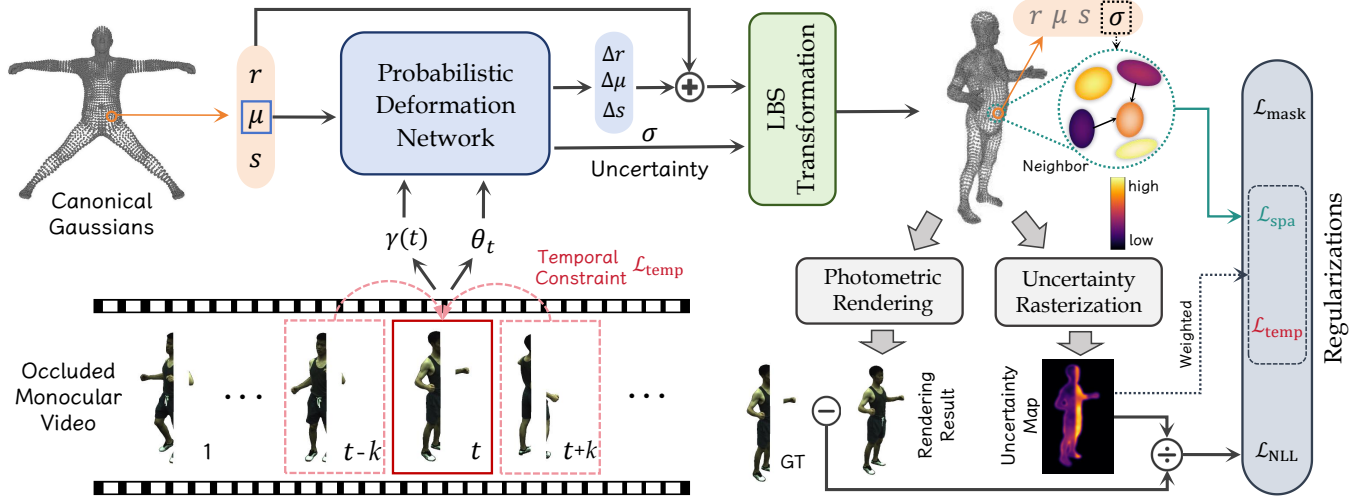 r
μ
s
Canonical
Gaussians
Probabilistic
Deformation
Network
Δr
Δμ
Δs
σ
Uncertainty
LBS
Transformation
r μ s σ
Neighbor
high
low
γ(t)
θ_t
Temporal
Constraint ℒ_temp
Occluded
Monocular
Video
1
...
t-k
t
t+k
...
Photometric
Rendering
Uncertainty
Rasterization
GT
Rendering
Result
Uncertainty
Map
Weighted
ℒ_mask
ℒ_spa
ℒ_temp
ℒ_NLL
Regularizations